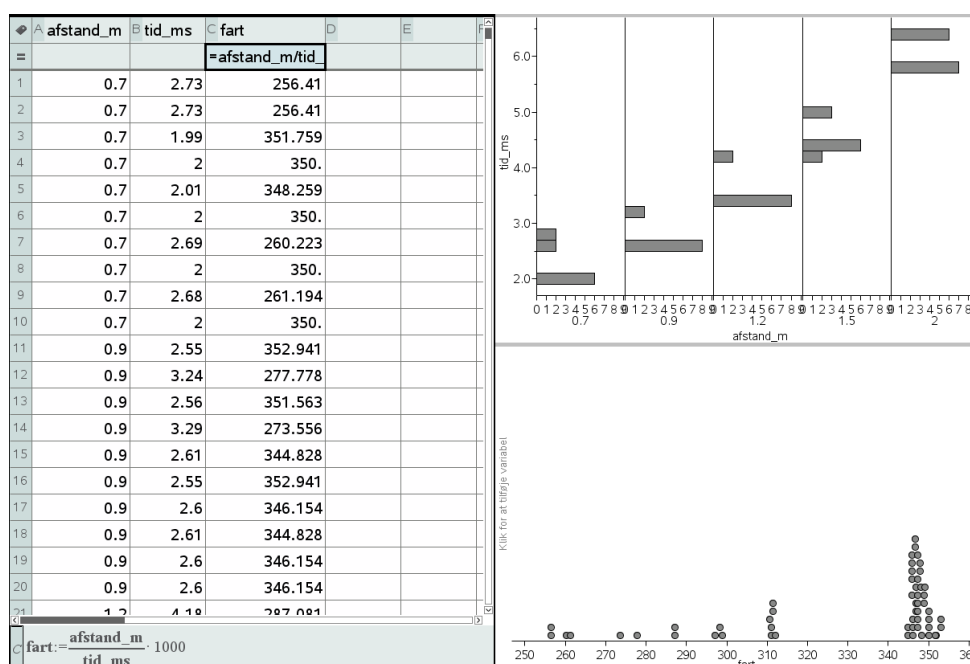 A afstand_m B tid_ms C fart D E
= =afstand_m/tid_
1 0.7 2.73 256.41
2 0.7 2.73 256.41
3 0.7 1.99 351.759
4 0.7 2 350.
5 0.7 2.01 348.259
6 0.7 2 350.
7 0.7 2.69 260.223
8 0.7 2 350.
9 0.7 2.68 261.194
10 0.7 2 350.
11 0.9 2.55 352.941
12 0.9 3.24 277.778
13 0.9 2.56 351.563
14 0.9 3.29 273.556
15 0.9 2.61 344.828
16 0.9 2.55 352.941
17 0.9 2.6 346.154
18 0.9 2.61 344.828
19 0.9 2.6 346.154
20 0.9 2.6 346.154
21 1.2 4.18 287.081
C fart:=afstand_m/tid_ms · 1000
tid_ms
6.0
5.0
4.0
3.0
2.0
0 1 2 3 4 5 6 7 8 0 1 2 3 4 5 6 7 8 0 1 2 3 4 5 6 7 8 0 1 2 3 4 5 6 7 8 0 1 2 3 4 5 6 7 8
0.7 0.9 1.2 1.5 2
afstand_m
Klik for at tilføje variabel
250 260 270 280 290 300 310 320 330 340 350
fart